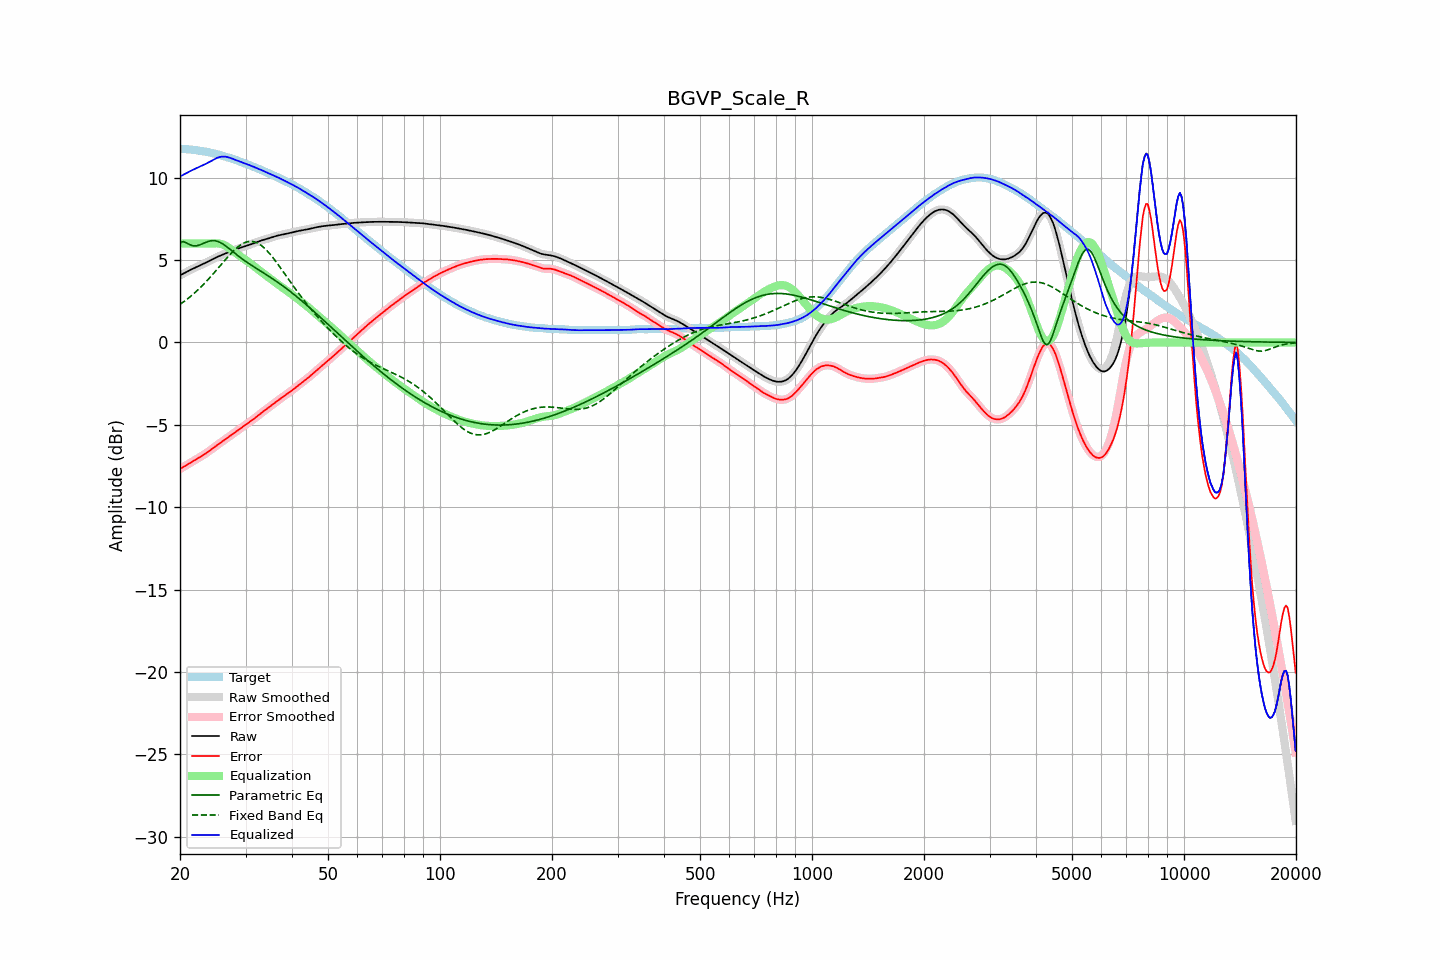 BGVP_Scale_R
Amplitude (dBr)
10
5
0
−5
−10
−15
−20
−25
−30
Target
Raw Smoothed
Error Smoothed
Raw
Error
Equalization
Parametric Eq
Fixed Band Eq
Equalized
20 50 100 200 500 1000 2000 5000 10000 20000
Frequency (Hz)